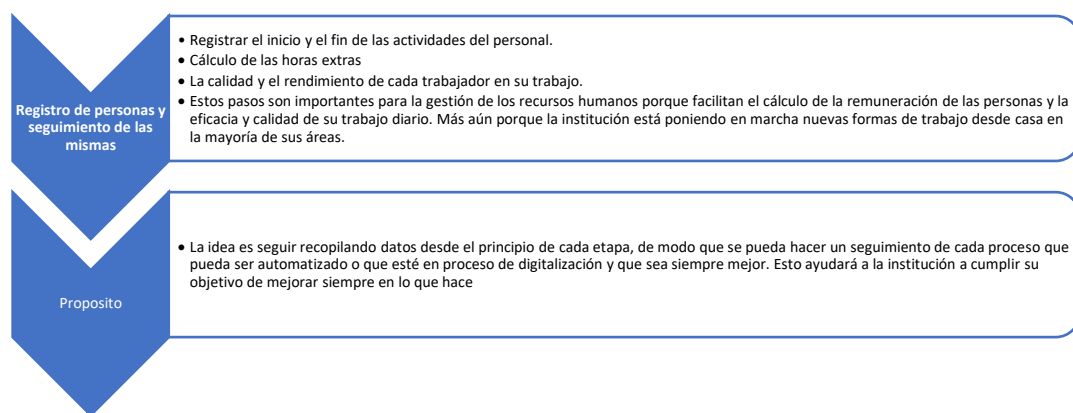 Registro de personas y
seguimiento de las
mismas
• Registrar el inicio y el fin de las actividades del personal.
• Cálculo de las horas extras
• La calidad y el rendimiento de cada trabajador en su trabajo.
• Estos pasos son importantes para la gestión de los recursos humanos porque facilitan el cálculo de la remuneración de las personas y la
eficacia y calidad de su trabajo diario. Más aún porque la institución está poniendo en marcha nuevas formas de trabajo desde casa en
la mayoría de sus áreas.
Proposito
• La idea es seguir recopilando datos desde el principio de cada etapa, de modo que se pueda hacer un seguimiento de cada proceso que
pueda ser automatizado o que esté en proceso de digitalización y que sea siempre mejor. Esto ayudará a la institución a cumplir su
objetivo de mejorar siempre en lo que hace